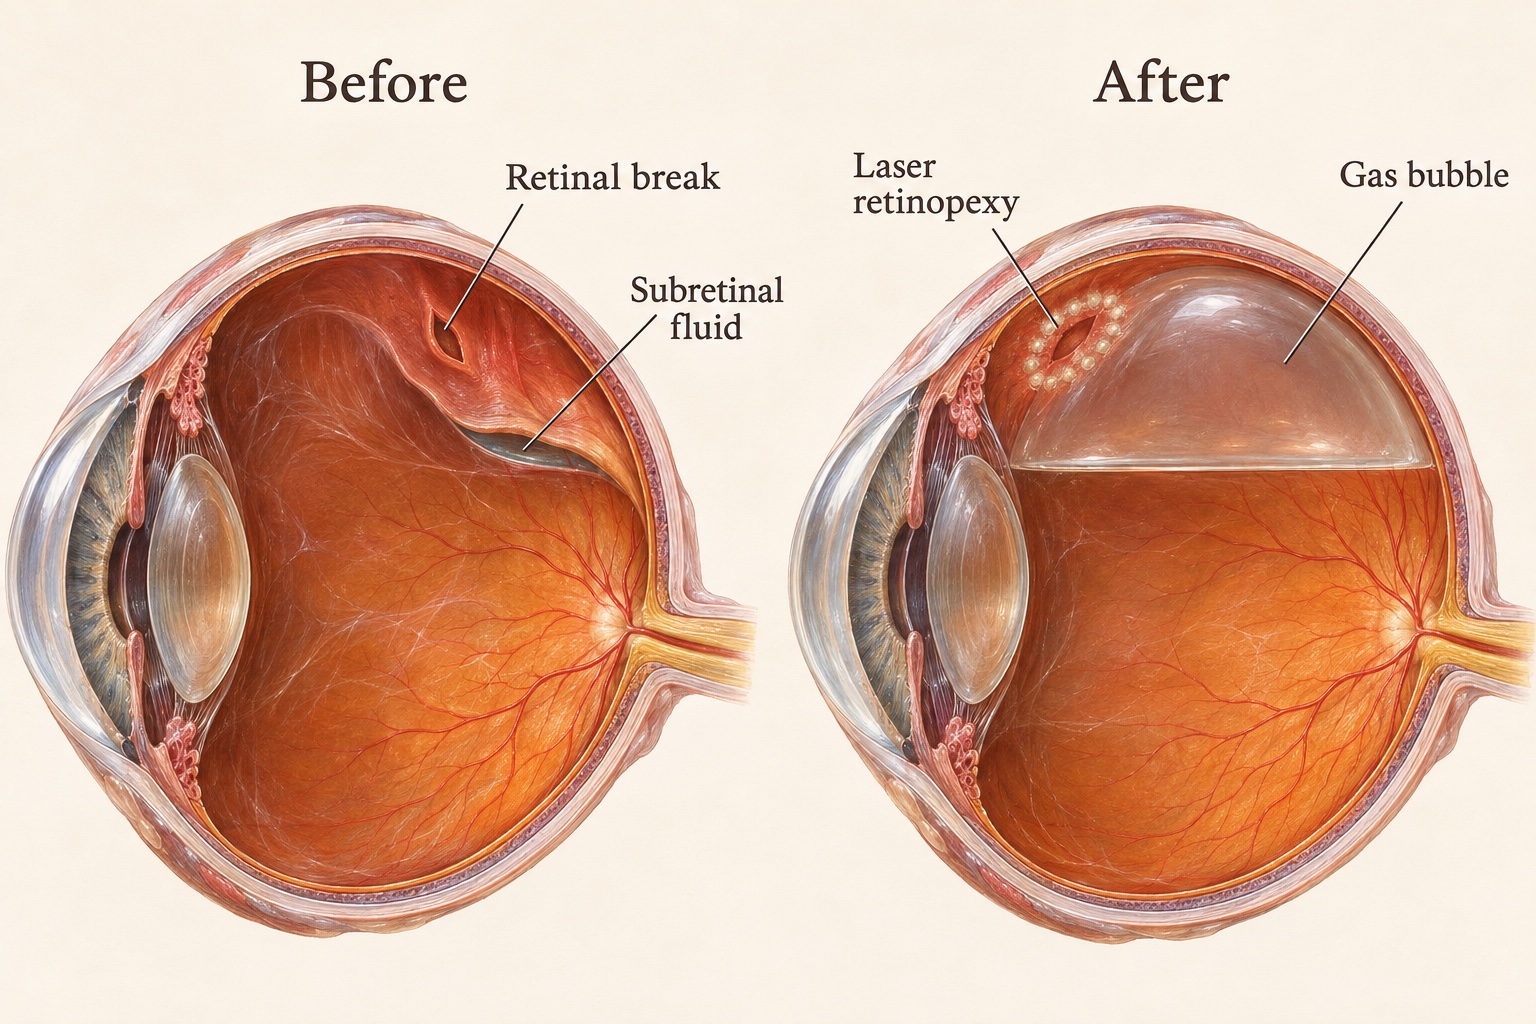 Before
After
Retinal break
Subretinal
fluid
Laser
retinopexy
Gas bubble